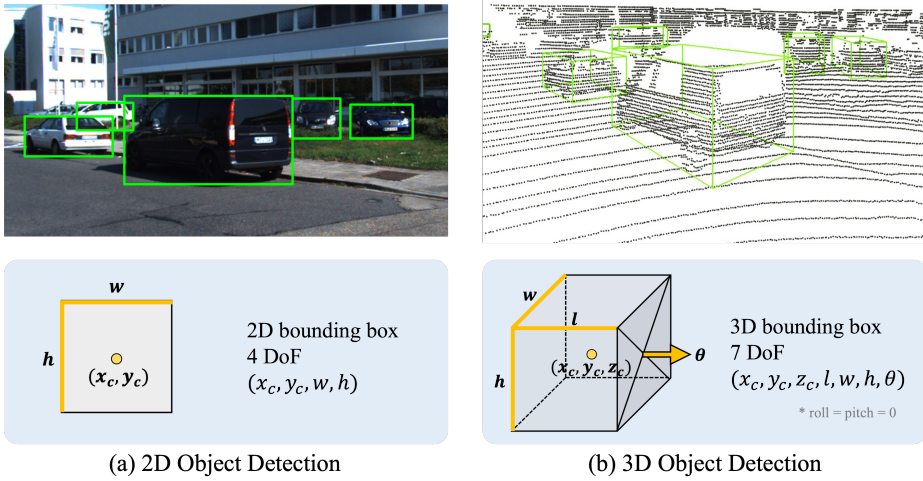 w
h
(x_c, y_c)
2D bounding box
4 DoF
(x_c, y_c, w, h)
w
l
h
(x_c, y_c, z_c)
θ
3D bounding box
7 DoF
(x_c, y_c, z_c, l, w, h, θ)
* roll = pitch = 0
(a) 2D Object Detection
(b) 3D Object Detection